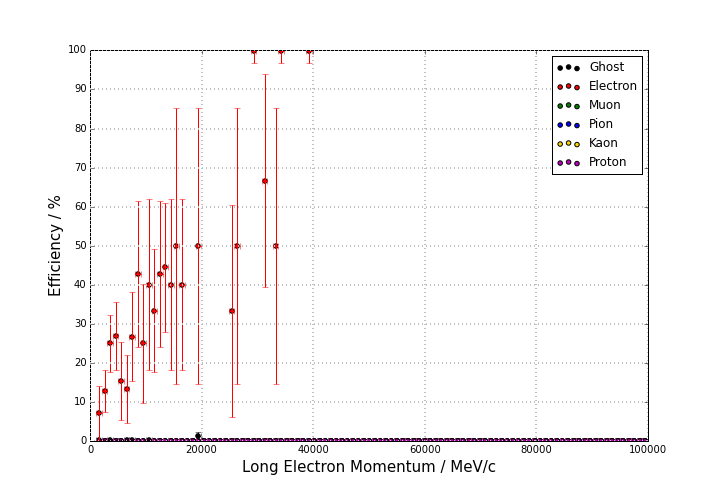 100
90
80
70
60
50
40
30
20
10
0
Efficiency / %
Ghost
Electron
Muon
Pion
Kaon
Proton
0 20000 40000 60000 80000 100000
Long Electron Momentum / MeV/c